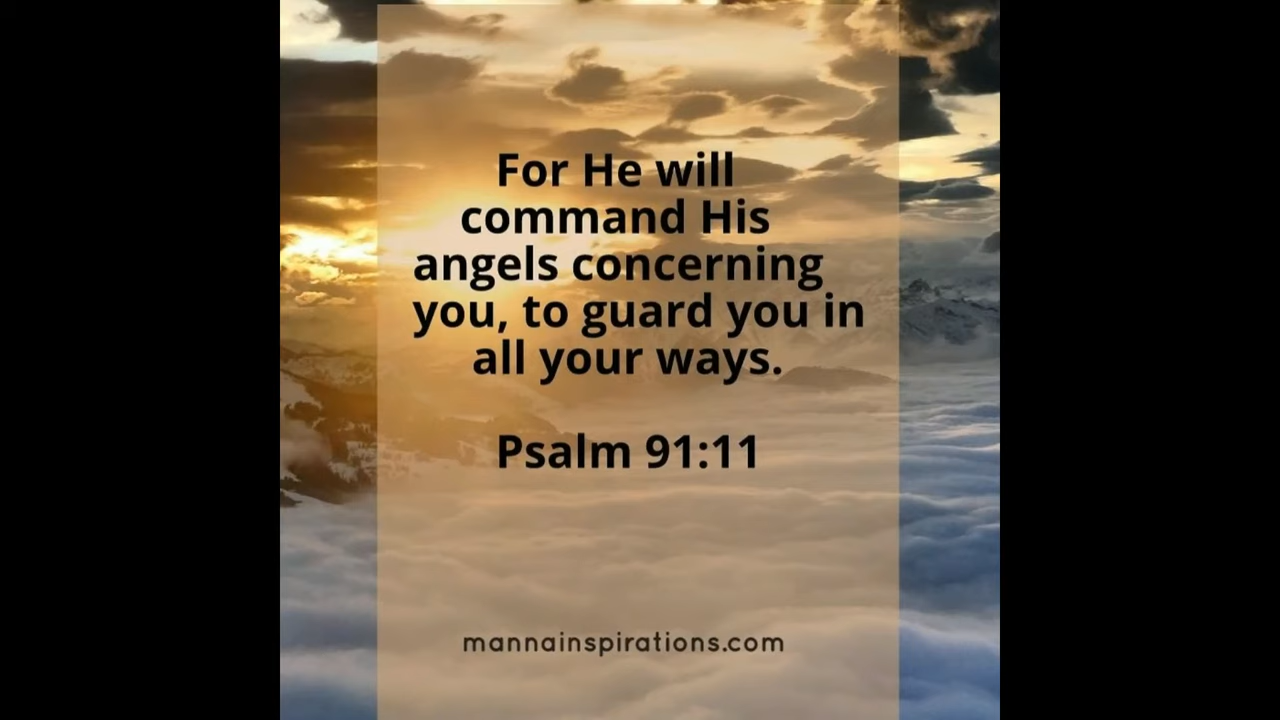 For He will
command His
angels concerning
you, to guard you in
all your ways.
Psalm 91:11
mannainspirations.com